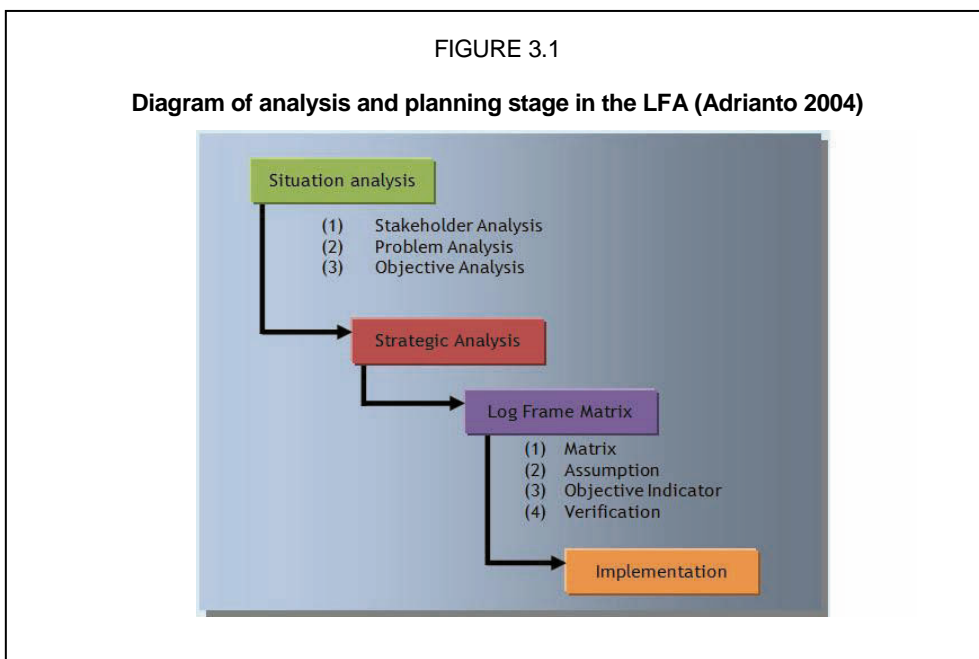 FIGURE 3.1
Diagram of analysis and planning stage in the LFA (Adrianto 2004)
Situation analysis
(1) Stakeholder Analysis
(2) Problem Analysis
(3) Objective Analysis
Strategic Analysis
Log Frame Matrix
(1) Matrix
(2) Assumption
(3) Objective Indicator
(4) Verification
Implementation